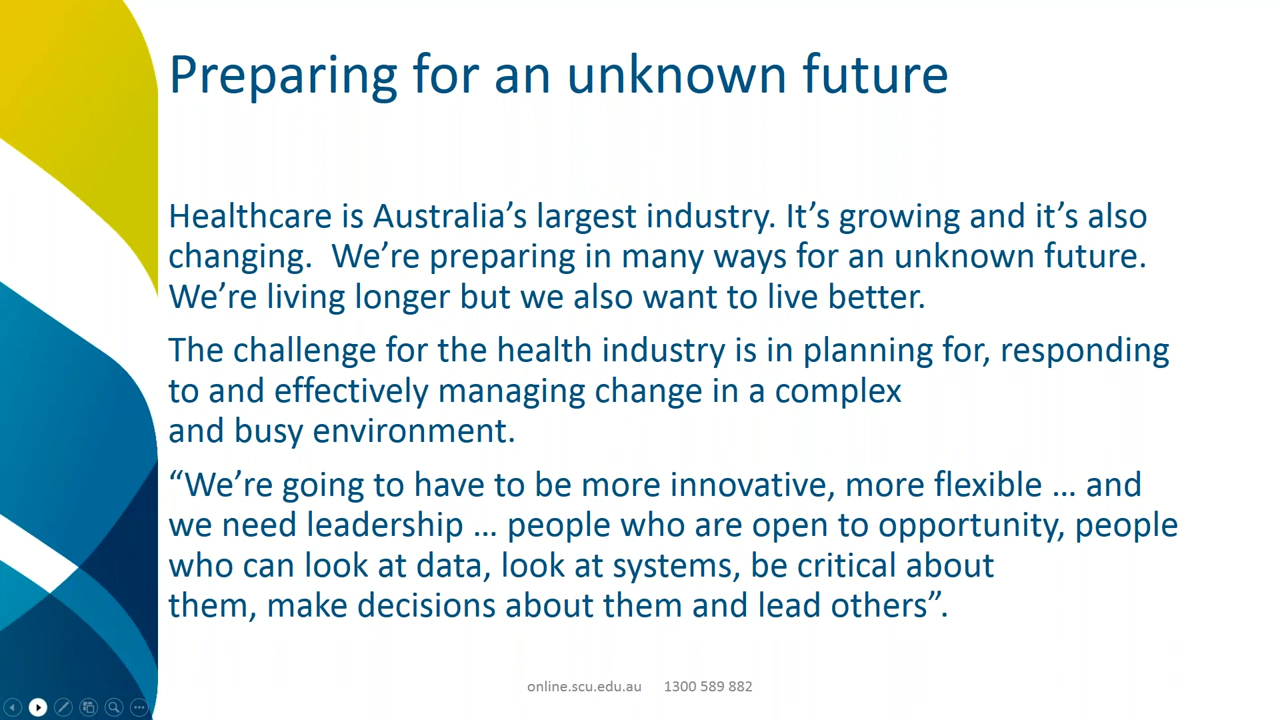 Preparing for an unknown future
Healthcare is Australia’s largest industry. It’s growing and it’s also
changing.  We’re preparing in many ways for an unknown future.
We’re living longer but we also want to live better.
The challenge for the health industry is in planning for, responding
to and effectively managing change in a complex
and busy environment.
“We’re going to have to be more innovative, more flexible … and
we need leadership … people who are open to opportunity, people
who can look at data, look at systems, be critical about
them, make decisions about them and lead others”.
online.scu.edu.au 1300 589 882